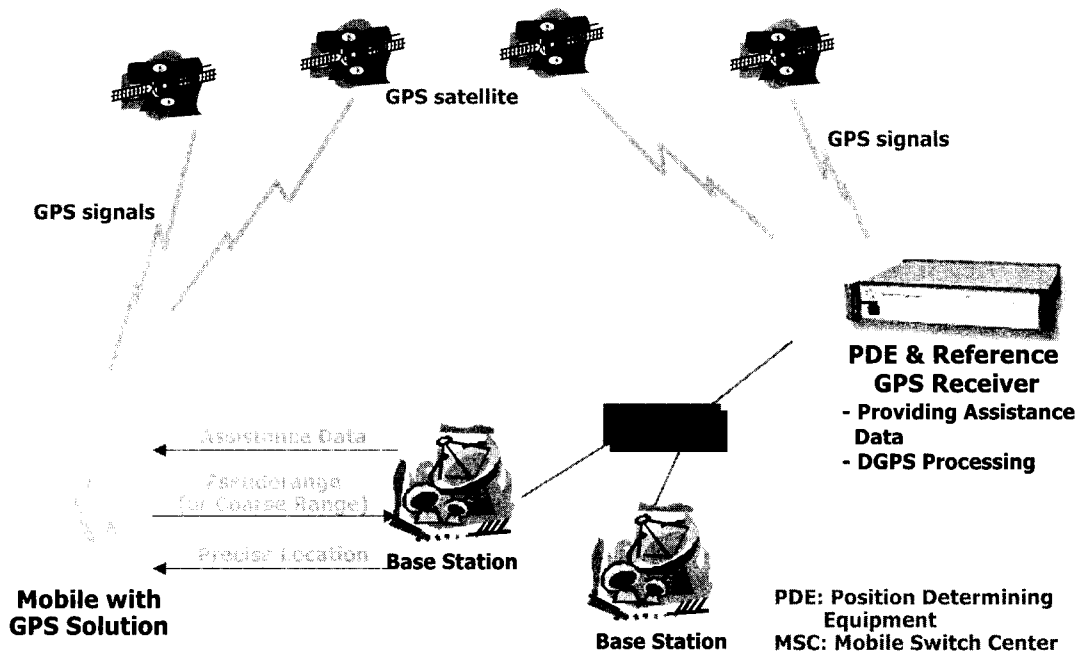 GPS satellite
GPS signals
GPS signals
PDE & Reference
GPS Receiver
- Providing Assistance
Data
- DGPS Processing
Assistance Data
Pseudorange
(or Coarse Range)
Precise Location
Base Station
Mobile with
GPS Solution
Base Station
PDE: Position Determining
Equipment
MSC: Mobile Switch Center